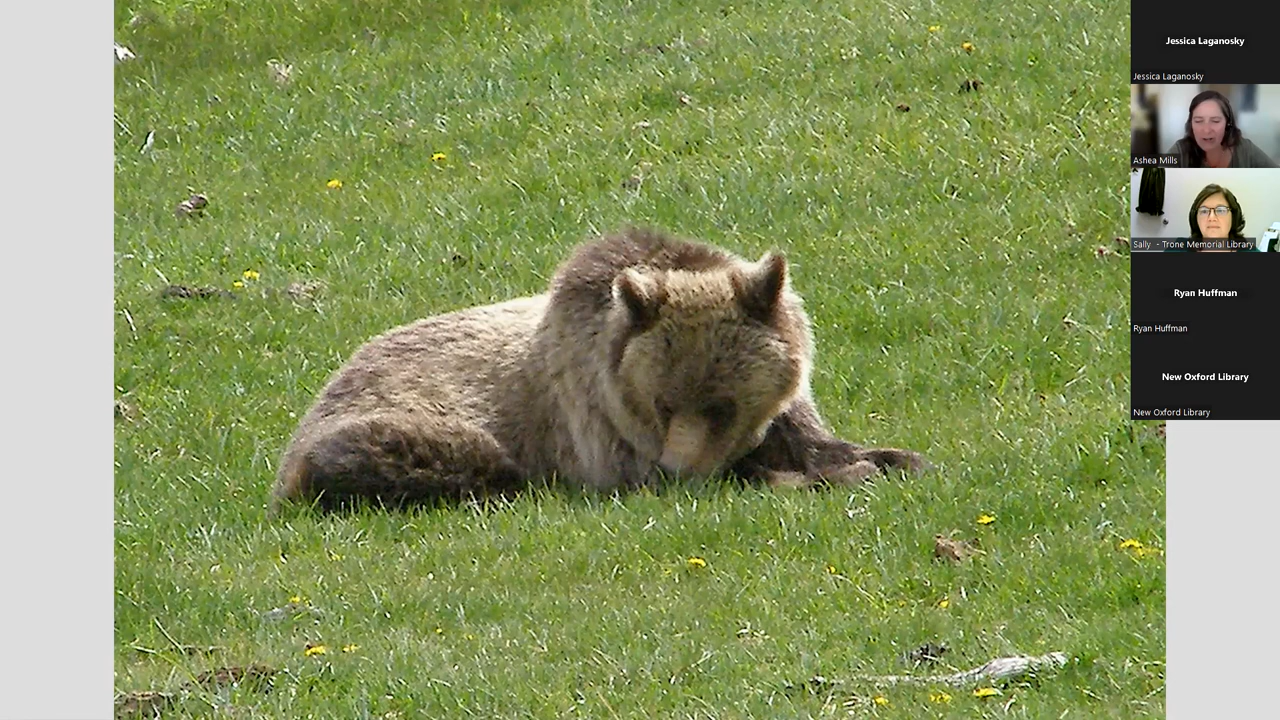 Jessica Laganosky
Jessica Laganosky
Ashea Mills
Sally - Trone Memorial Library
Ryan Huffman
Ryan Huffman
New Oxford Library
New Oxford Library